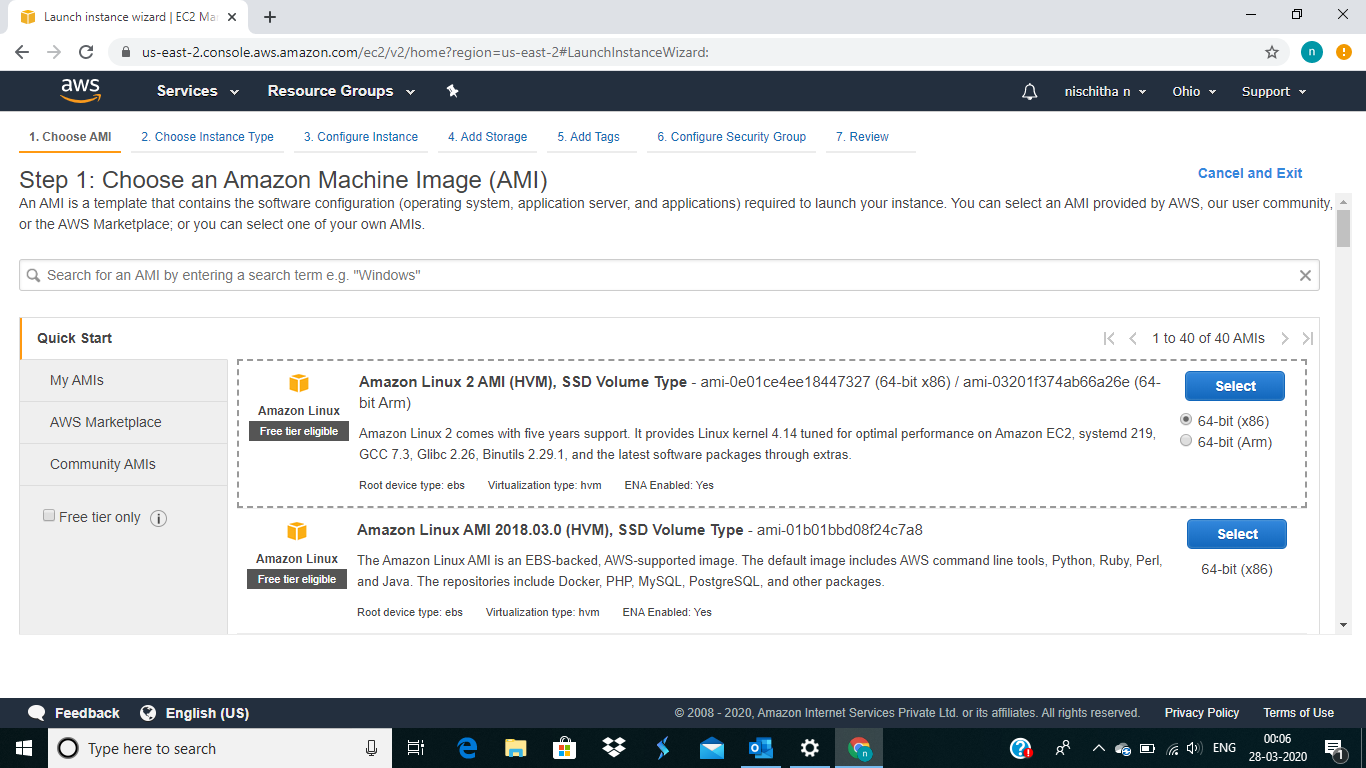 Launch instance wizard | EC2 Ma
us-east-2.console.aws.amazon.com/ec2/v2/home?region=us-east-2#LaunchInstanceWizard:
n
aws
Services
Resource Groups
nischitha n
Ohio
Support
1. Choose AMI
2. Choose Instance Type
3. Configure Instance
4. Add Storage
5. Add Tags
6. Configure Security Group
7. Review
Step 1: Choose an Amazon Machine Image (AMI)
Cancel and Exit
An AMI is a template that contains the software configuration (operating system, application server, and applications) required to launch your instance. You can select an AMI provided by AWS, our user community,
or the AWS Marketplace; or you can select one of your own AMIs.
Search for an AMI by entering a search term e.g. "Windows"
Quick Start
1 to 40 of 40 AMIs
My AMIs
AWS Marketplace
Community AMIs
Free tier only
Amazon Linux
Free tier eligible
Amazon Linux 2 AMI (HVM), SSD Volume Type - ami-0e01ce4ee18447327 (64-bit x86) / ami-03201f374ab66a26e (64-
bit Arm)
Amazon Linux 2 comes with five years support. It provides Linux kernel 4.14 tuned for optimal performance on Amazon EC2, systemd 219,
GCC 7.3, Glibc 2.26, Binutils 2.29.1, and the latest software packages through extras.
Root device type: ebs Virtualization type: hvm ENA Enabled: Yes
Select
64-bit (x86)
64-bit (Arm)
Amazon Linux
Free tier eligible
Amazon Linux AMI 2018.03.0 (HVM), SSD Volume Type - ami-01b01bbd08f24c7a8
The Amazon Linux AMI is an EBS-backed, AWS-supported image. The default image includes AWS command line tools, Python, Ruby, Perl,
and Java. The repositories include Docker, PHP, MySQL, PostgreSQL, and other packages.
Root device type: ebs Virtualization type: hvm ENA Enabled: Yes
Select
64-bit (x86)
Feedback
English (US)
© 2008 - 2020, Amazon Internet Services Private Ltd. or its affiliates. All rights reserved.
Privacy Policy
Terms of Use
Type here to search
ENG
00:06
28-03-2020
1